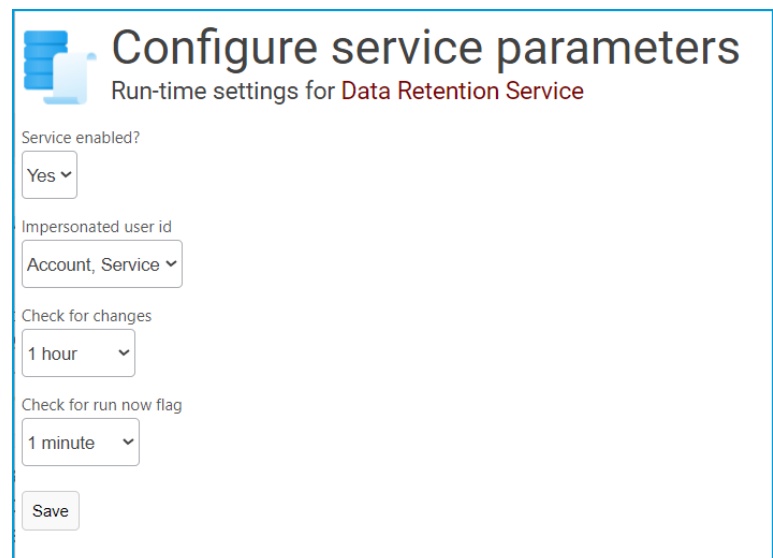 Configure service parameters
Run-time settings for Data Retention Service
Service enabled?
Yes
Impersonated user id
Account, Service
Check for changes
1 hour
Check for run now flag
1 minute
Save